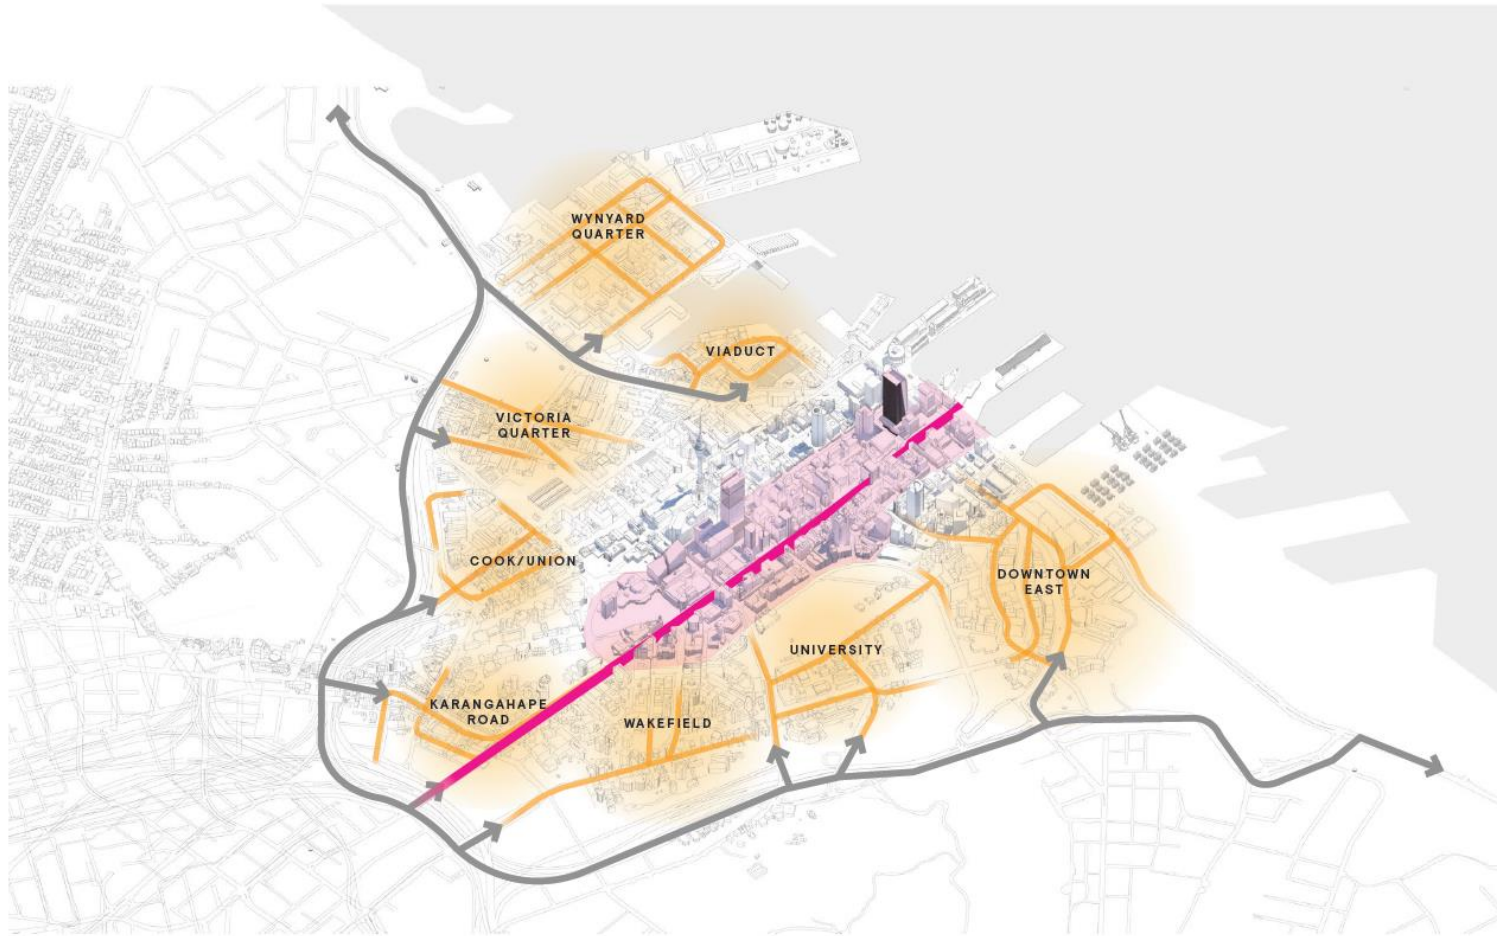 WYNYARD
QUARTER
VIADUCT
VICTORIA
QUARTER
COOK/UNION
DOWNTOWN
EAST
UNIVERSITY
KARANGAHAPE
ROAD
WAKEFIELD